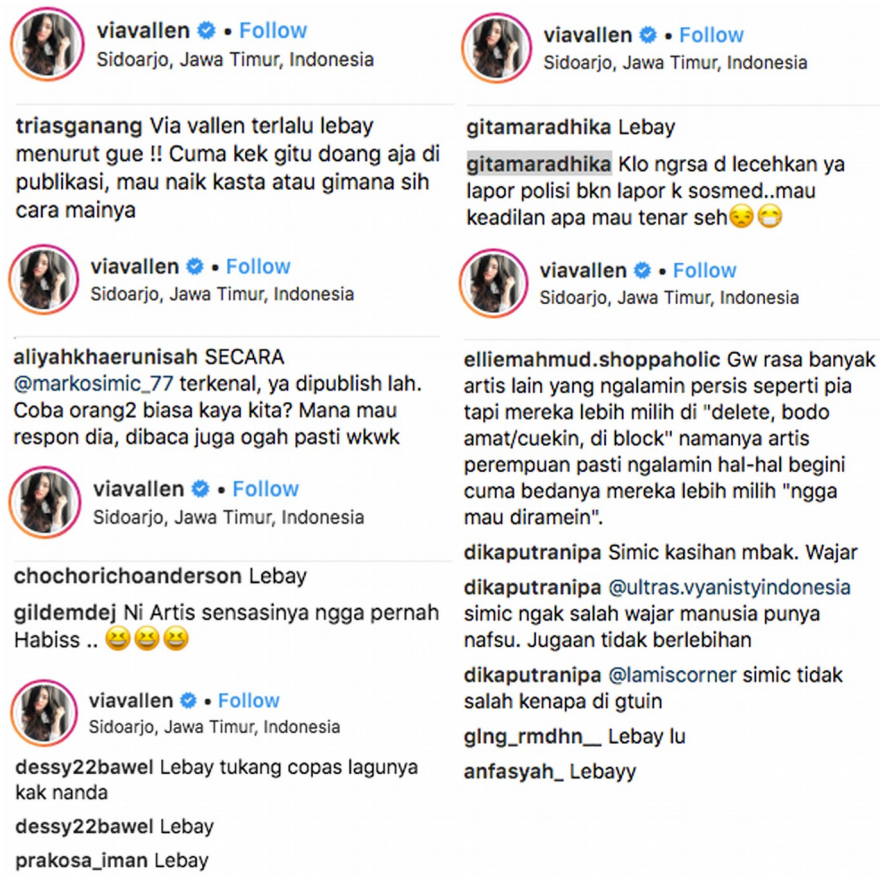 viavallen • Follow
Sidoarjo, Jawa Timur, Indonesia
triasganang Via vallen terlalu lebay
menurut gue !! Cuma kek gitu doang aja di
publikasi, mau naik kasta atau gimana sih
cara mainya
viavallen • Follow
Sidoarjo, Jawa Timur, Indonesia
aliyahkhaerunisah SECARA
@markosimic_77 terkenal, ya dipublish lah.
Coba orang2 biasa kaya kita? Mana mau
respon dia, dibaca juga ogah pasti wkwk
viavallen • Follow
Sidoarjo, Jawa Timur, Indonesia
chochorichoanderson Lebay
gildemdej Ni Artis sensasinya ngga pernah
Habiss .. 😆😆😆
viavallen • Follow
Sidoarjo, Jawa Timur, Indonesia
dessy22bawel Lebay tukang copas lagunya
kak nanda
dessy22bawel Lebay
prakosa_iman Lebay
viavallen • Follow
Sidoarjo, Jawa Timur, Indonesia
gitamaradhika Lebay
gitamaradhika Klo ngrsa d lecehkan ya
lapor polisi bkn lapor k sosmed..mau
keadilan apa mau tenar seh😒😷
viavallen • Follow
Sidoarjo, Jawa Timur, Indonesia
elliemahmud.shoppaholic Gw rasa banyak
artis lain yang ngalamin persis seperti pia
tapi mereka lebih milih di "delete, bodo
amat/cuekin, di block" namanya artis
perempuan pasti ngalamin hal-hal begini
cuma bedanya mereka lebih milih "ngga
mau diramein".
dikaputranipa Simic kasihan mbak. Wajar
dikaputranipa @ultras.vyanistyindonesia
simic ngak salah wajar manusia punya
nafsu. Jugaan tidak berlebihan
dikaputranipa @lamiscorner simic tidak
salah kenapa di gtuin
glng_rmdhn__ Lebay lu
anfasyah_ Lebayy